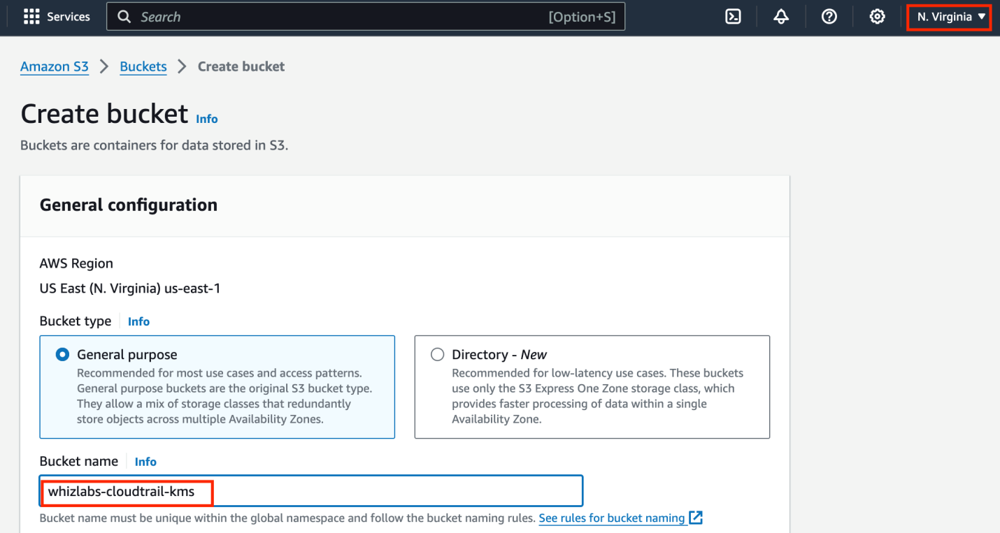 Services
Search
[Option+S]
N. Virginia
Amazon S3 > Buckets > Create bucket
Create bucket Info
Buckets are containers for data stored in S3.
General configuration
AWS Region
US East (N. Virginia) us-east-1
Bucket type Info
General purpose
Recommended for most use cases and access patterns.
General purpose buckets are the original S3 bucket type.
They allow a mix of storage classes that redundantly
store objects across multiple Availability Zones.
Directory - New
Recommended for low-latency use cases. These buckets
use only the S3 Express One Zone storage class, which
provides faster processing of data within a single
Availability Zone.
Bucket name Info
whizlabs-cloudtrail-kms
Bucket name must be unique within the global namespace and follow the bucket naming rules. See rules for bucket naming